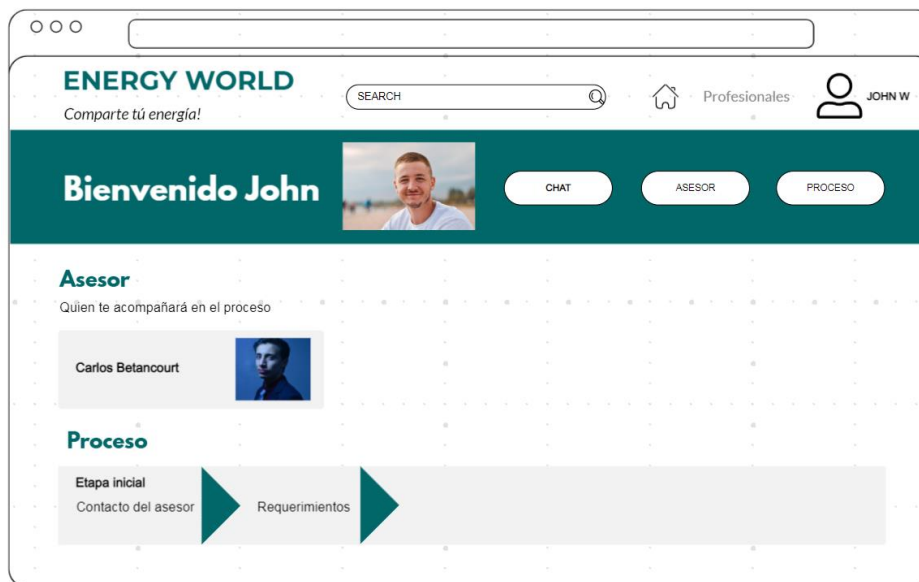 ENERGY WORLD
Comparte tú energía!
SEARCH
Profesionales
JOHN W
Bienvenido John
CHAT
ASESOR
PROCESO
Asesor
Quien te acompañará en el proceso
Carlos Betancourt
Proceso
Etapa inicial
Contacto del asesor
Requerimientos